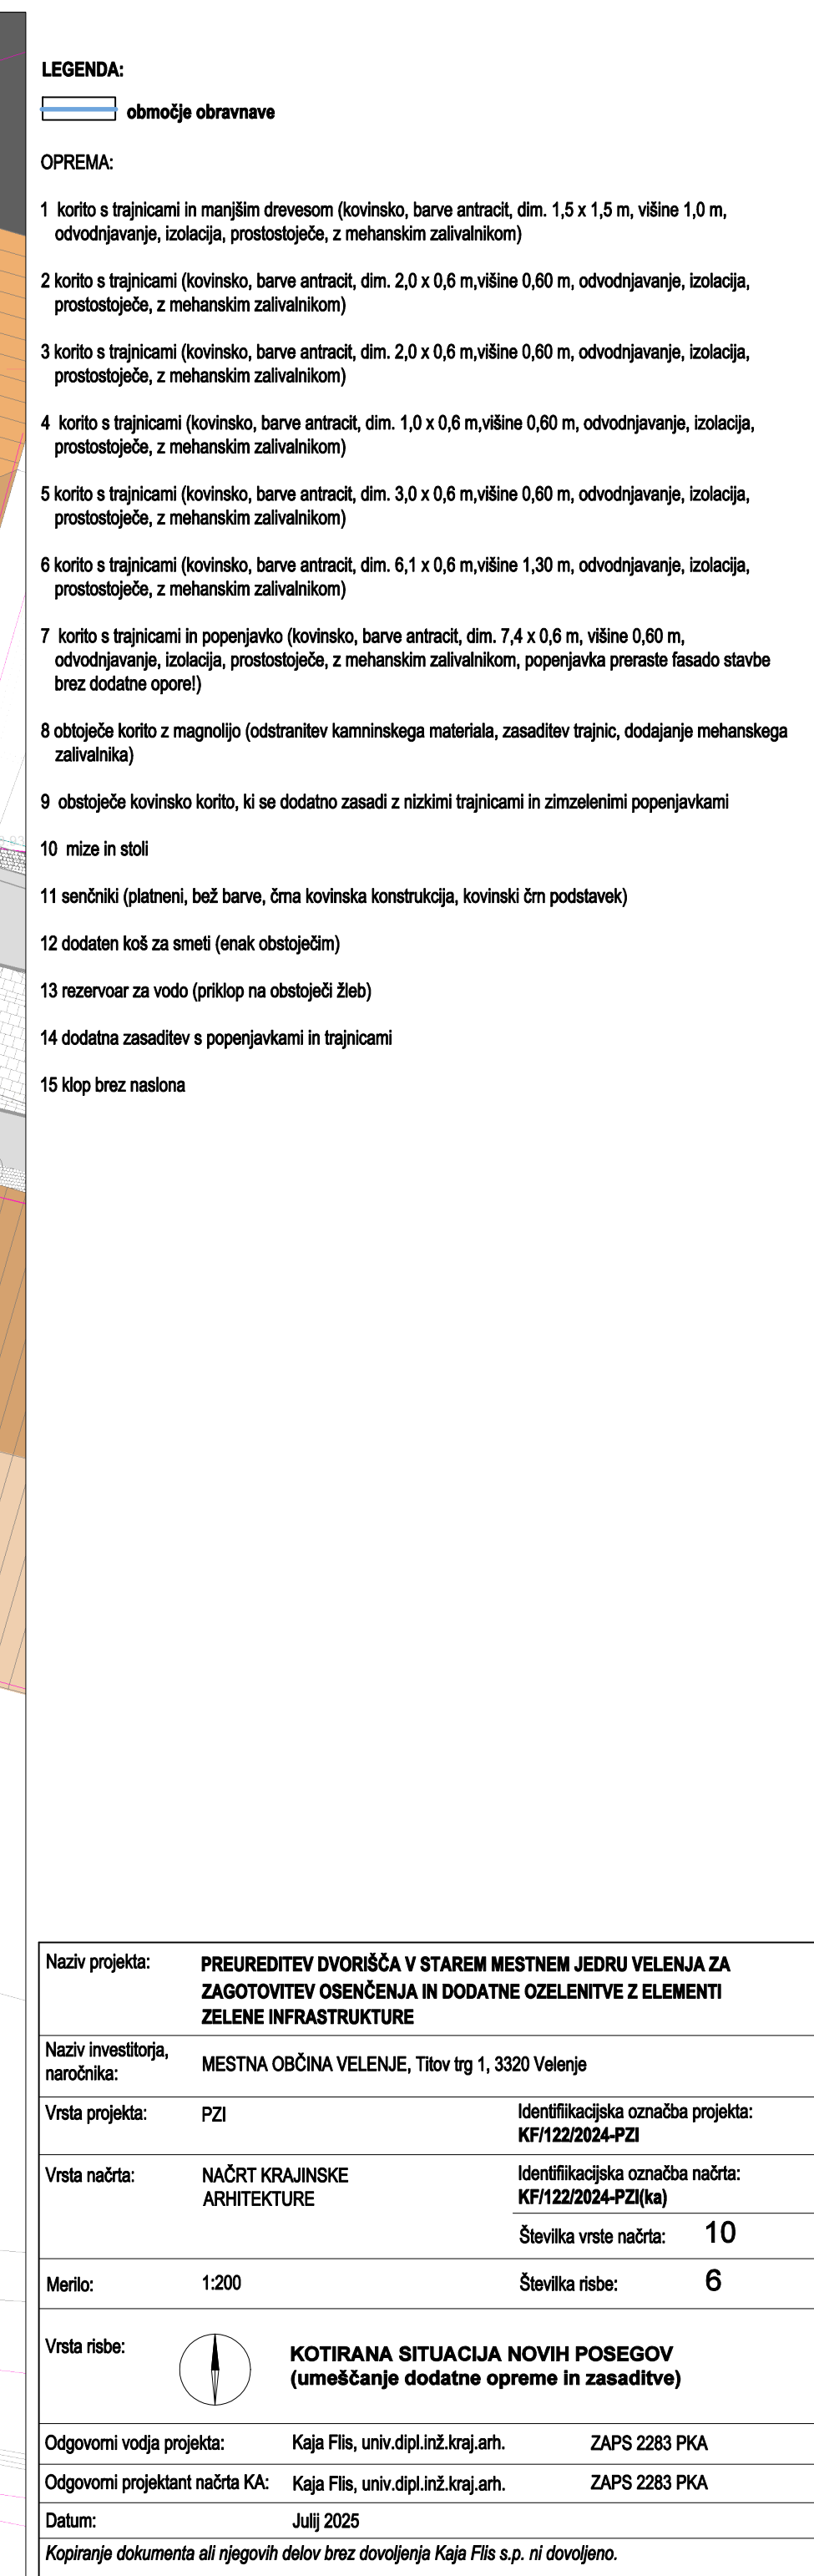 LEGENDA:
območje obravnave
OPREMA:
1 korito s trajnicami in manjšim drevesom (kovinsko, barve antracit, dim. 1,5 x 1,5 m, višine 1,0 m,
odvodnjavanje, izolacija, prostostoječe, z mehanskim zalivalnikom)
2 korito s trajnicami (kovinsko, barve antracit, dim. 2,0 x 0,6 m,višine 0,60 m, odvodnjavanje, izolacija,
prostostoječe, z mehanskim zalivalnikom)
3 korito s trajnicami (kovinsko, barve antracit, dim. 2,0 x 0,6 m,višine 0,60 m, odvodnjavanje, izolacija,
prostostoječe, z mehanskim zalivalnikom)
4 korito s trajnicami (kovinsko, barve antracit, dim. 1,0 x 0,6 m,višine 0,60 m, odvodnjavanje, izolacija,
prostostoječe, z mehanskim zalivalnikom)
5 korito s trajnicami (kovinsko, barve antracit, dim. 3,0 x 0,6 m,višine 0,60 m, odvodnjavanje, izolacija,
prostostoječe, z mehanskim zalivalnikom)
6 korito s trajnicami (kovinsko, barve antracit, dim. 6,1 x 0,6 m,višine 1,30 m, odvodnjavanje, izolacija,
prostostoječe, z mehanskim zalivalnikom)
7 korito s trajnicami in popenjavko (kovinsko, barve antracit, dim. 7,4 x 0,6 m, višine 0,60 m,
odvodnjavanje, izolacija, prostostoječe, z mehanskim zalivalnikom, popenjavka preraste fasado stavbe
brez dodatne opore!)
8 obtoječe korito z magnolijo (odstranitev kamninskega materiala, zasaditev trajnic, dodajanje mehanskega
zalivalnika)
9 obstoječe kovinsko korito, ki se dodatno zasadi z nizkimi trajnicami in zimzelenimi popenjavkami
10 mize in stoli
11 senčniki (platneni, bež barve, črna kovinska konstrukcija, kovinski črn podstavek)
12 dodaten koš za smeti (enak obstoječim)
13 rezervoar za vodo (priklop na obstoječi žleb)
14 dodatna zasaditev s popenjavkami in trajnicami
15 klop brez naslona
Naziv projekta: PREUREDITEV DVORIŠČA V STAREM MESTNEM JEDRU VELENJA ZA
ZAGOTOVITEV OSENČENJA IN DODATNE OZELENITVE Z ELEMENTI
ZELENE INFRASTRUKTURE
Naziv investitorja,
naročnika: MESTNA OBČINA VELENJE, Titov trg 1, 3320 Velenje
Vrsta projekta: PZI Identifiikacijska označba projekta:
KF/122/2024-PZI
Vrsta načrta: NAČRT KRAJINSKE Identifiikacijska označba načrta:
ARHITEKTURE KF/122/2024-PZI(ka)
Številka vrste načrta: 10
Merilo: 1:200 Številka risbe: 6
Vrsta risbe: KOTIRANA SITUACIJA NOVIH POSEGOV
(umeščanje dodatne opreme in zasaditve)
Odgovorni vodja projekta: Kaja Flis, univ.dipl.inž.kraj.arh. ZAPS 2283 PKA
Odgovorni projektant načrta KA: Kaja Flis, univ.dipl.inž.kraj.arh. ZAPS 2283 PKA
Datum: Julij 2025
Kopiranje dokumenta ali njegovih delov brez dovoljenja Kaja Flis s.p. ni dovoljeno.